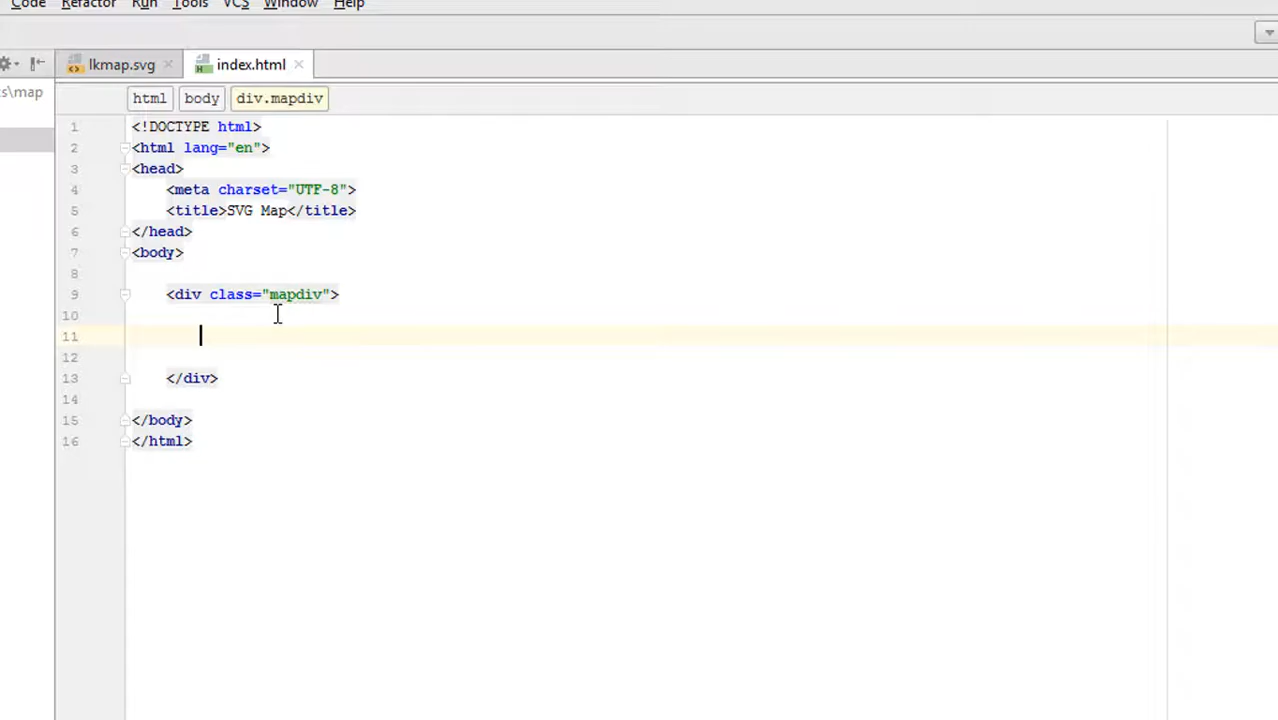 Code Refactor Run Tools VCS Window Help
lkmap.svg index.html
s\map
html body div.mapdiv
1 <!DOCTYPE html>
2 <html lang="en">
3 <head>
4 <meta charset="UTF-8">
5 <title>SVG Map</title>
6 </head>
7 <body>
8
9 <div class="mapdiv">
10
11
12
13 </div>
14
15 </body>
16 </html>